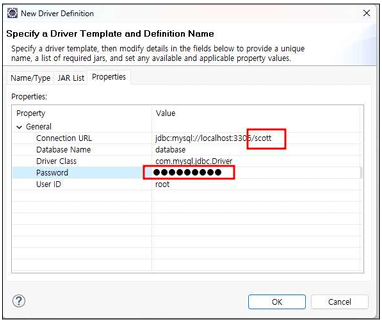 New Driver Definition
Specify a Driver Template and Definition Name
Specify a driver template, then modify details in the fields below to provide a unique
name, a list of required jars, and set any available and applicable property values.
Name/Type JAR List Properties
Properties:
Property Value
General
Connection URL jdbc:mysql://localhost:3306/scott
Database Name database
Driver Class com.mysql.jdbc.Driver
Password ●●●●●●●●●
User ID root
? OK Cancel